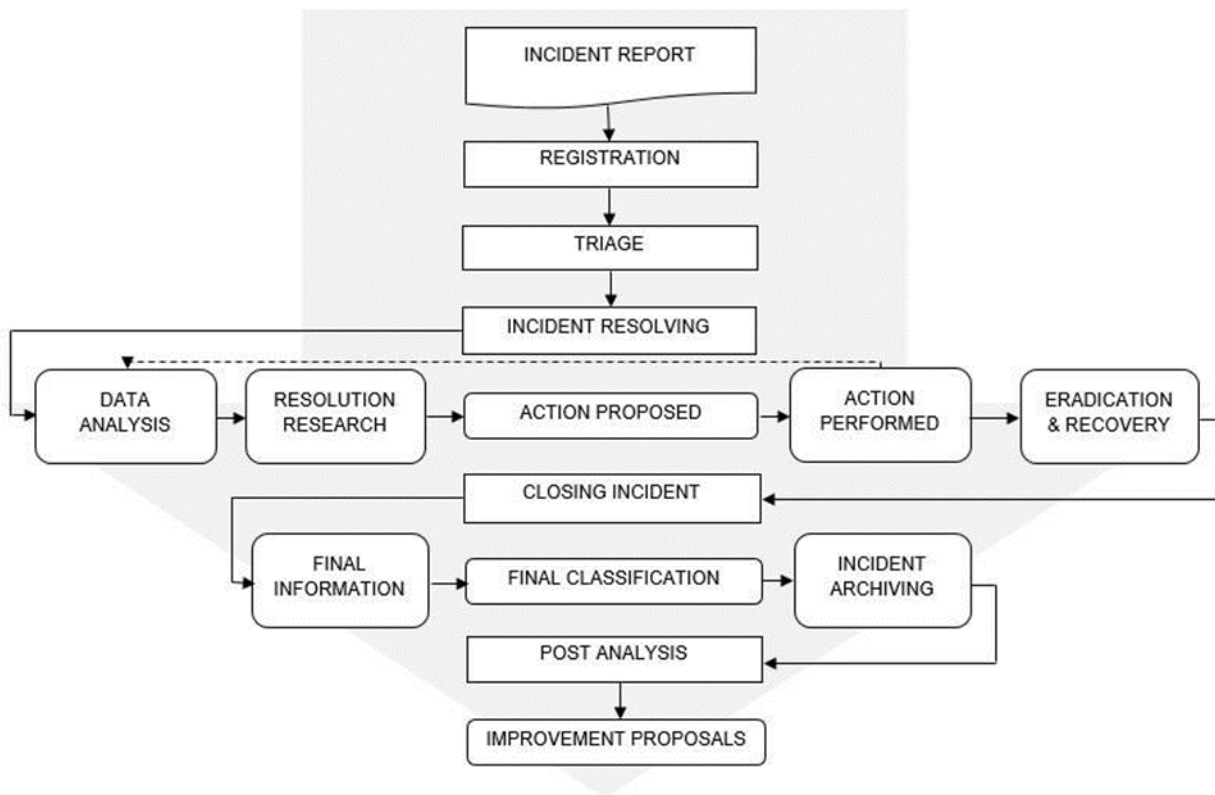 INCIDENT REPORT
REGISTRATION
TRIAGE
INCIDENT RESOLVING
DATA
ANALYSIS
RESOLUTION
RESEARCH
ACTION PROPOSED
ACTION
PERFORMED
ERADICATION
& RECOVERY
CLOSING INCIDENT
FINAL
INFORMATION
FINAL CLASSIFICATION
INCIDENT
ARCHIVING
POST ANALYSIS
IMPROVEMENT PROPOSALS